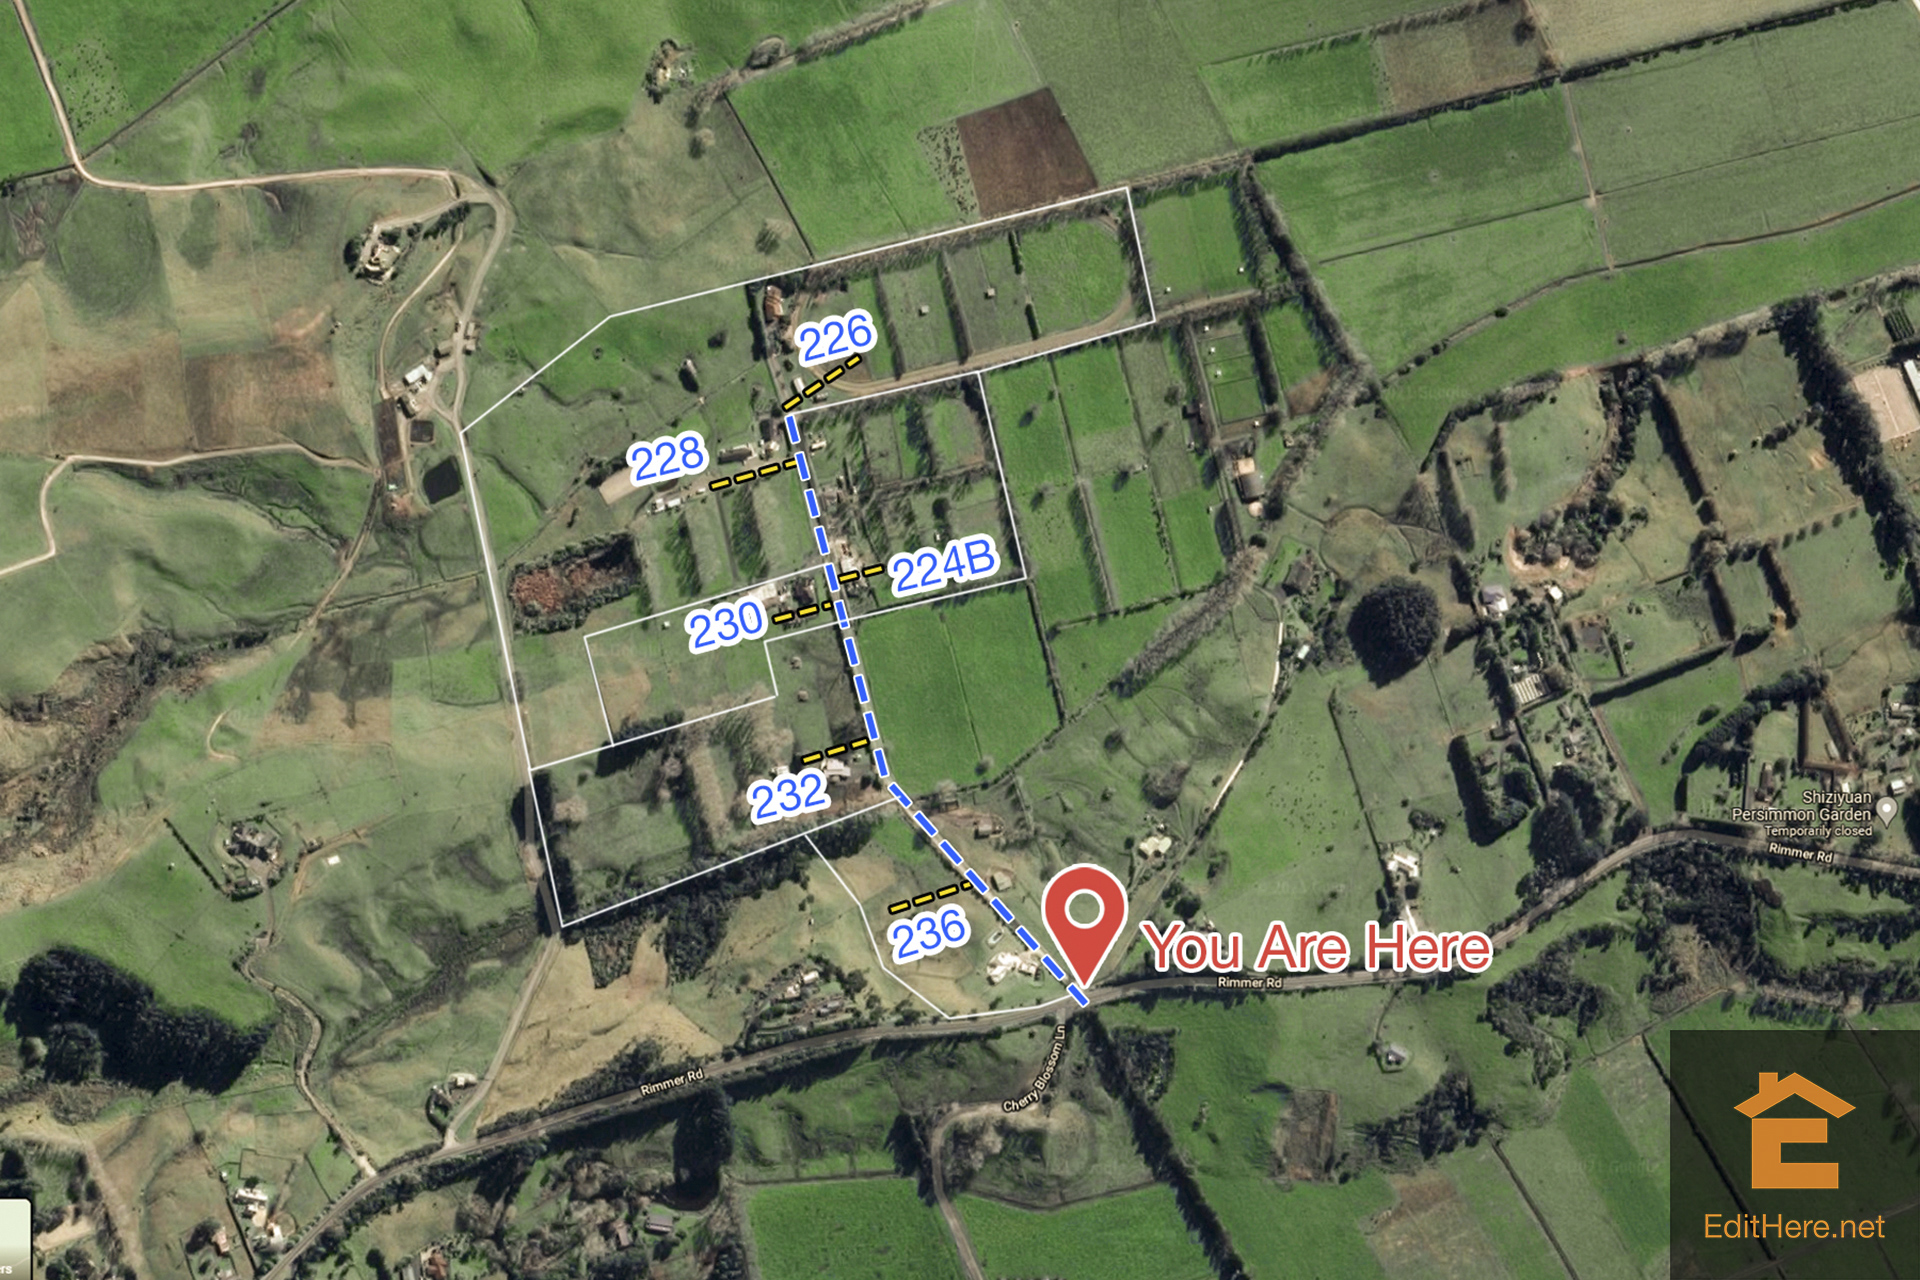 226
228
224B
230
232
236
You Are Here
Shiziyuan
Persimmon Garden
Temporarily closed
Rimmer Rd
Rimmer Rd
Rimmer Rd
Cherry Blossom Ln
EditHere.net